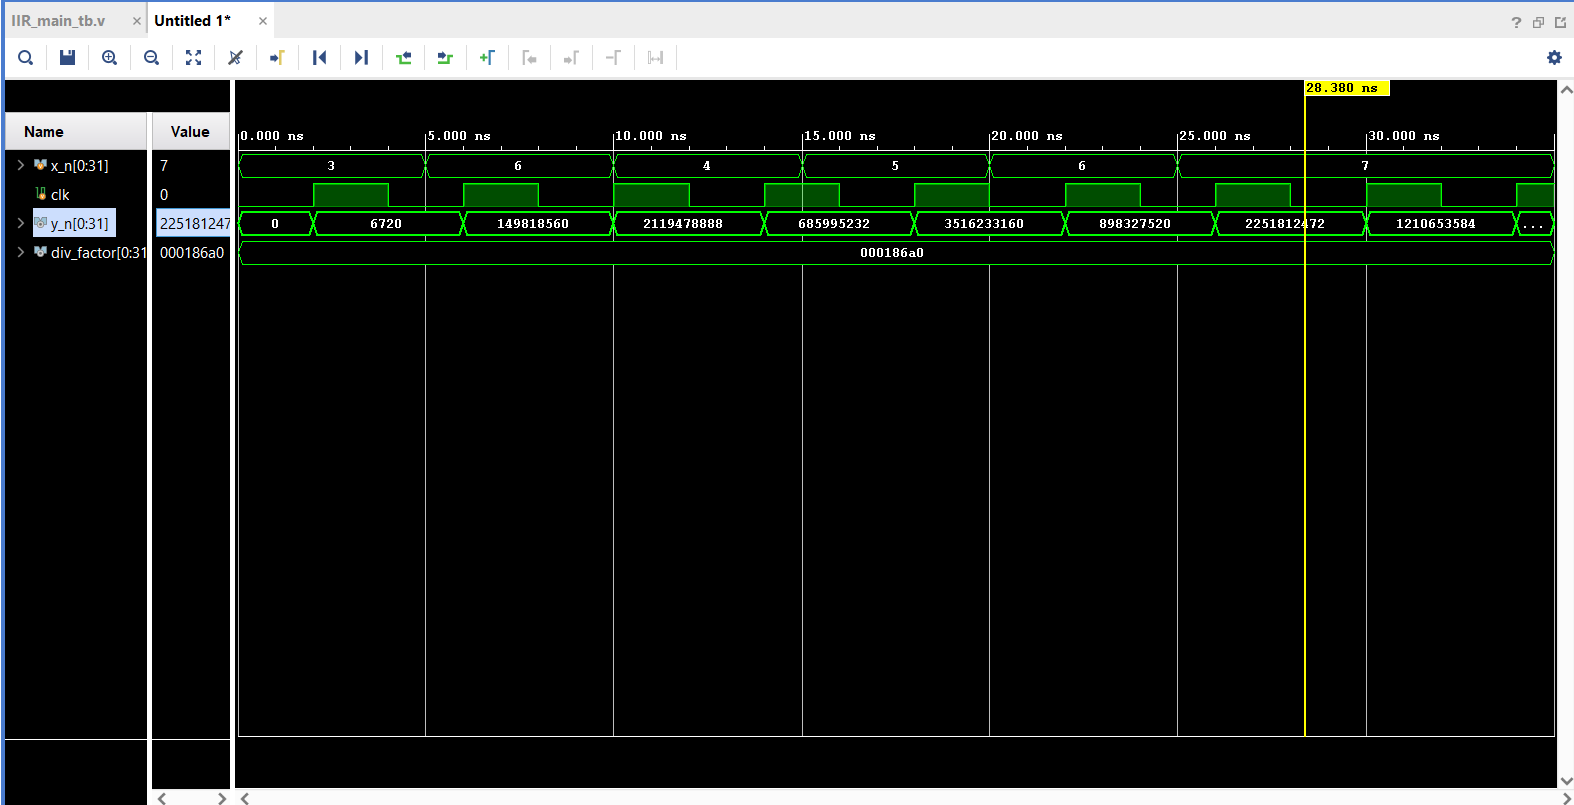 IIR_main_tb.v × Untitled 1* ×
?
28.380 ns
Name Value
0.000 ns 5.000 ns 10.000 ns 15.000 ns 20.000 ns 25.000 ns 30.000 ns
x_n[0:31] 7 3 6 4 5 6 7
clk 0
y_n[0:31] 225181247 0 6720 149818560 2119478888 685995232 3516233160 898327520 2251812472 1210653584 ...
div_factor[0:31 000186a0 000186a0